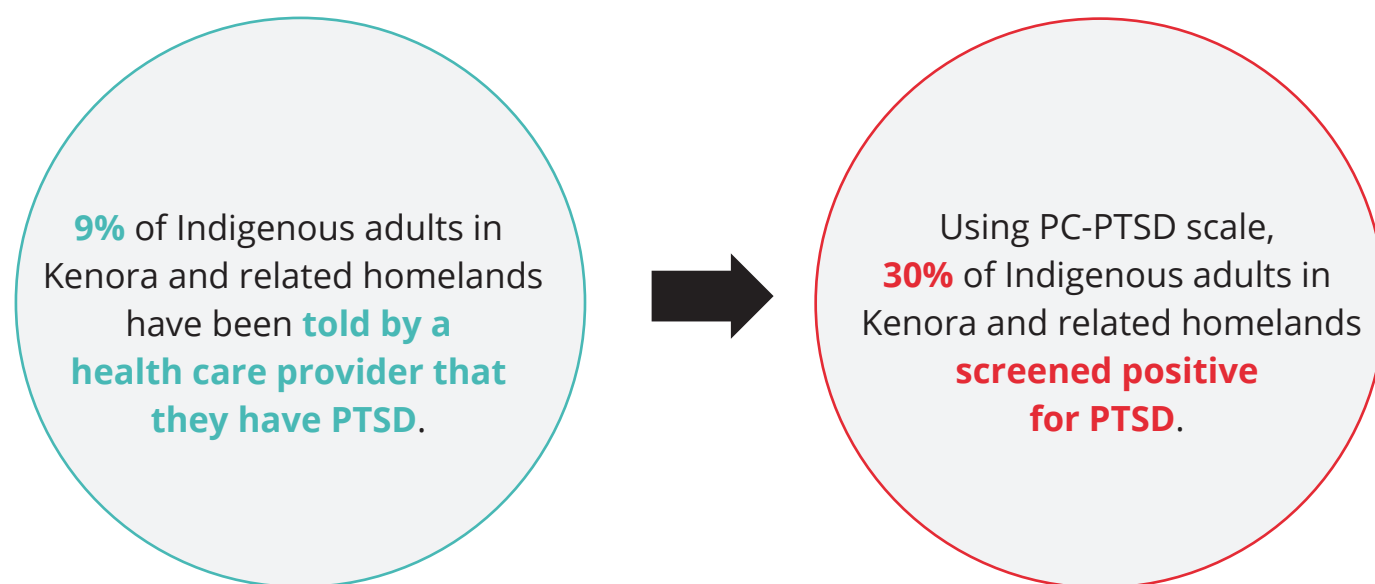 9% of Indigenous adults in
Kenora and related homelands
have been told by a
health care provider that
they have PTSD.
Using PC-PTSD scale,
30% of Indigenous adults in
Kenora and related homelands
screened positive
for PTSD.